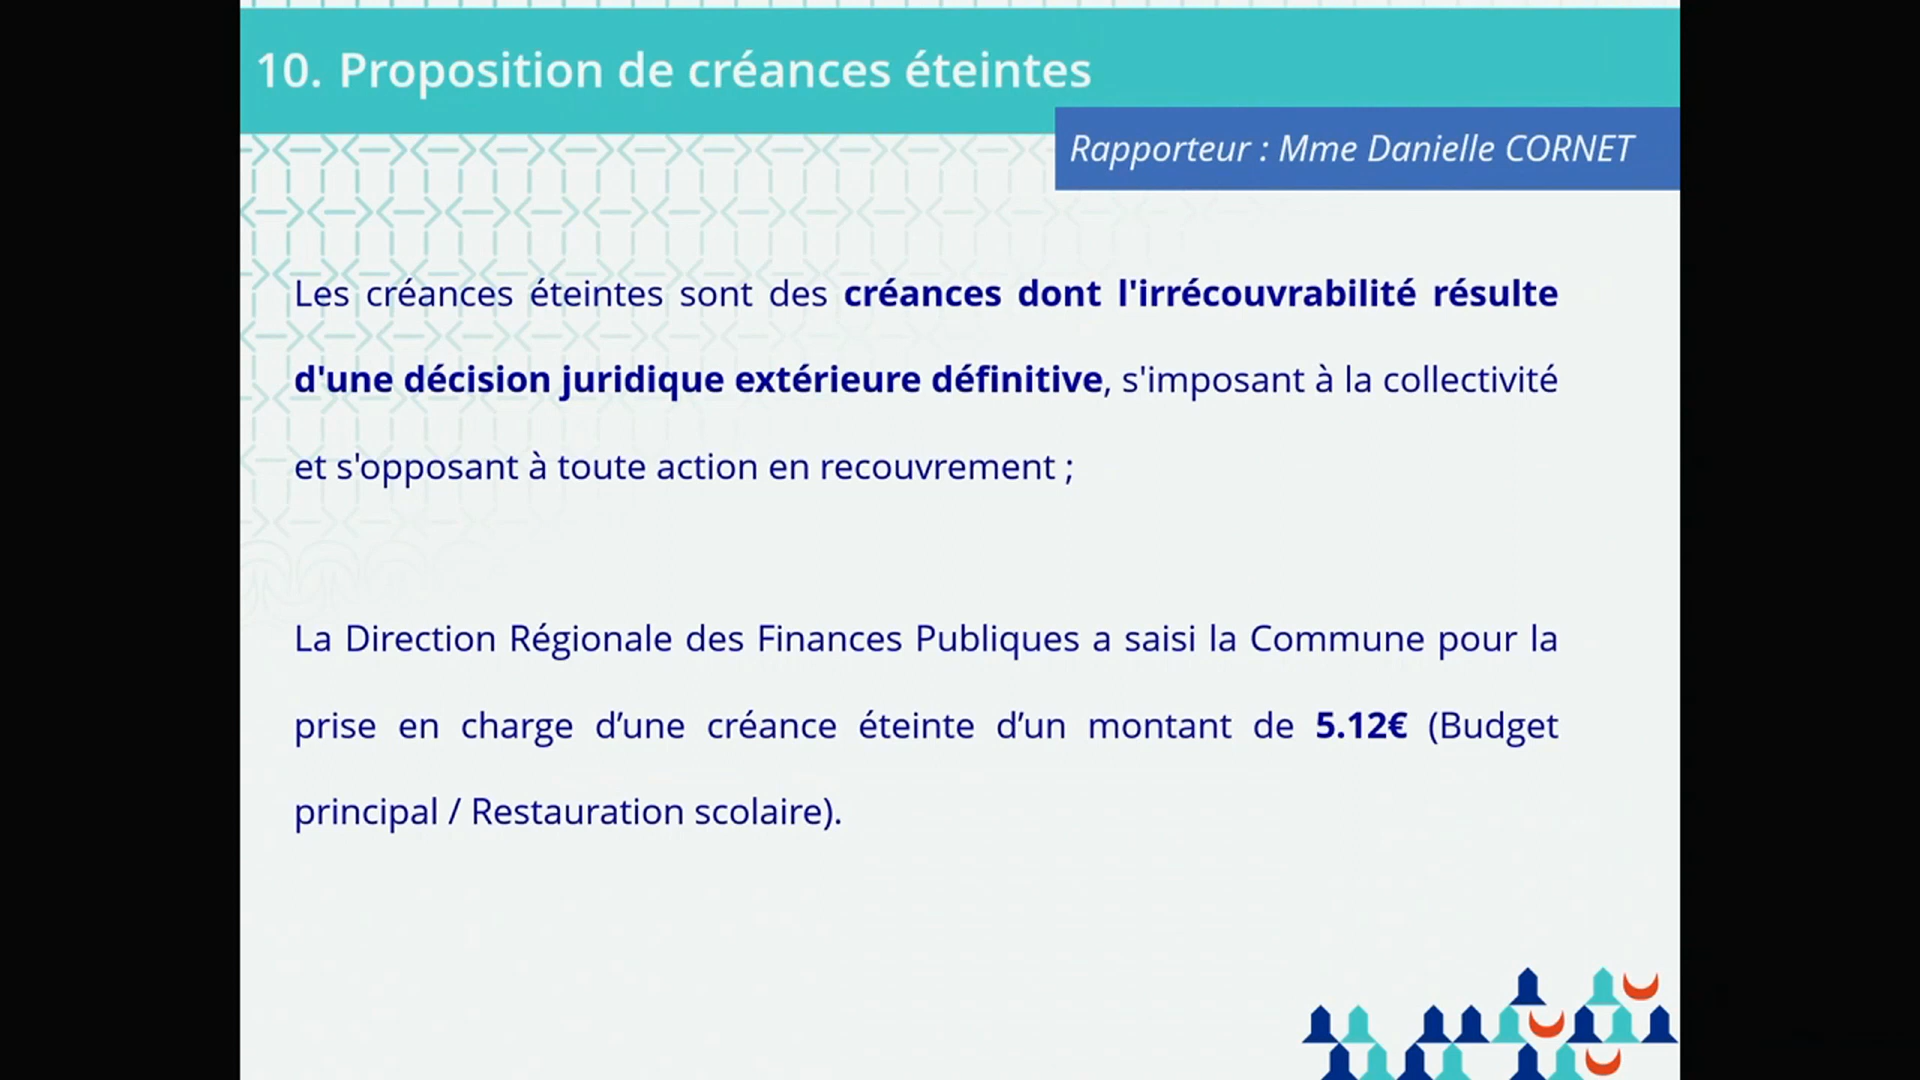 10. Proposition de créances éteintes
Rapporteur : Mme Danielle CORNET
Les créances éteintes sont des créances dont l'irrécouvrabilité résulte
d'une décision juridique extérieure définitive, s'imposant à la collectivité
et s'opposant à toute action en recouvrement ;
La Direction Régionale des Finances Publiques a saisi la Commune pour la
prise en charge d’une créance éteinte d’un montant de 5.12€ (Budget
principal / Restauration scolaire).